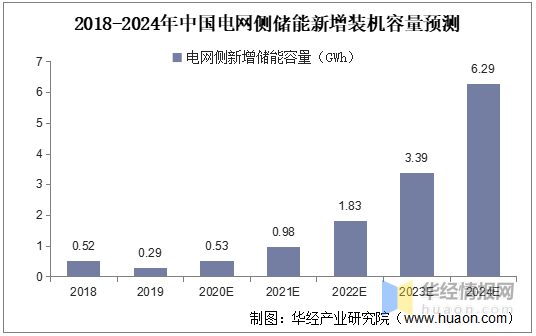 2018-2024年中国电网侧储能新增装机容量预测
电网侧新增储能容量（GWh）
7
6
5
4
3
2
1
0
0.52
0.29
0.53
0.98
1.83
3.39
6.29
2018
2019
2020E
2021E
2022E
2023E
2024E
华经情报网
huaon.com
制图：华经产业研究院（www.huaon.com）